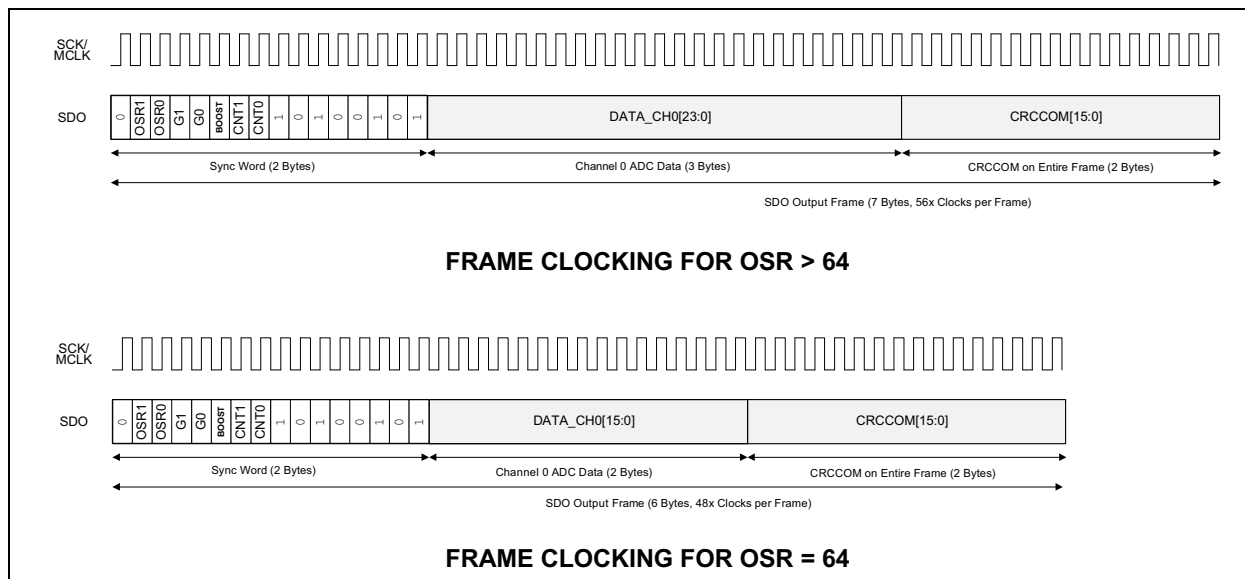 SCK/
MCLK
SDO
0 OSR1 OSR0 G1 G0 BOOST CNT1 CNT0 1 0 1 0 0 1 0 1 DATA_CH0[23:0] CRCCOM[15:0]
Sync Word (2 Bytes) Channel 0 ADC Data (3 Bytes) CRCCOM on Entire Frame (2 Bytes)
SDO Output Frame (7 Bytes, 56x Clocks per Frame)
FRAME CLOCKING FOR OSR > 64
SCK/
MCLK
SDO
0 OSR1 OSR0 G1 G0 BOOST CNT1 CNT0 1 0 1 0 0 1 0 1 DATA_CH0[15:0] CRCCOM[15:0]
Sync Word (2 Bytes) Channel 0 ADC Data (2 Bytes) CRCCOM on Entire Frame (2 Bytes)
SDO Output Frame (6 Bytes, 48x Clocks per Frame)
FRAME CLOCKING FOR OSR = 64